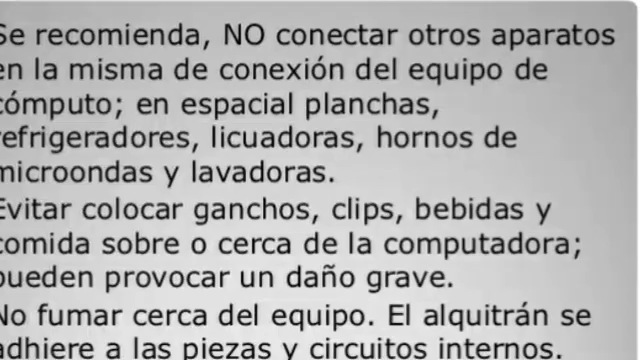 Se recomienda, NO conectar otros aparatos
en la misma de conexión del equipo de
cómputo; en espacial planchas,
refrigeradores, licuadoras, hornos de
microondas y lavadoras.
Evitar colocar ganchos, clips, bebidas y
comida sobre o cerca de la computadora;
pueden provocar un daño grave.
No fumar cerca del equipo. El alquitrán se
adhiere a las piezas y circuitos internos.